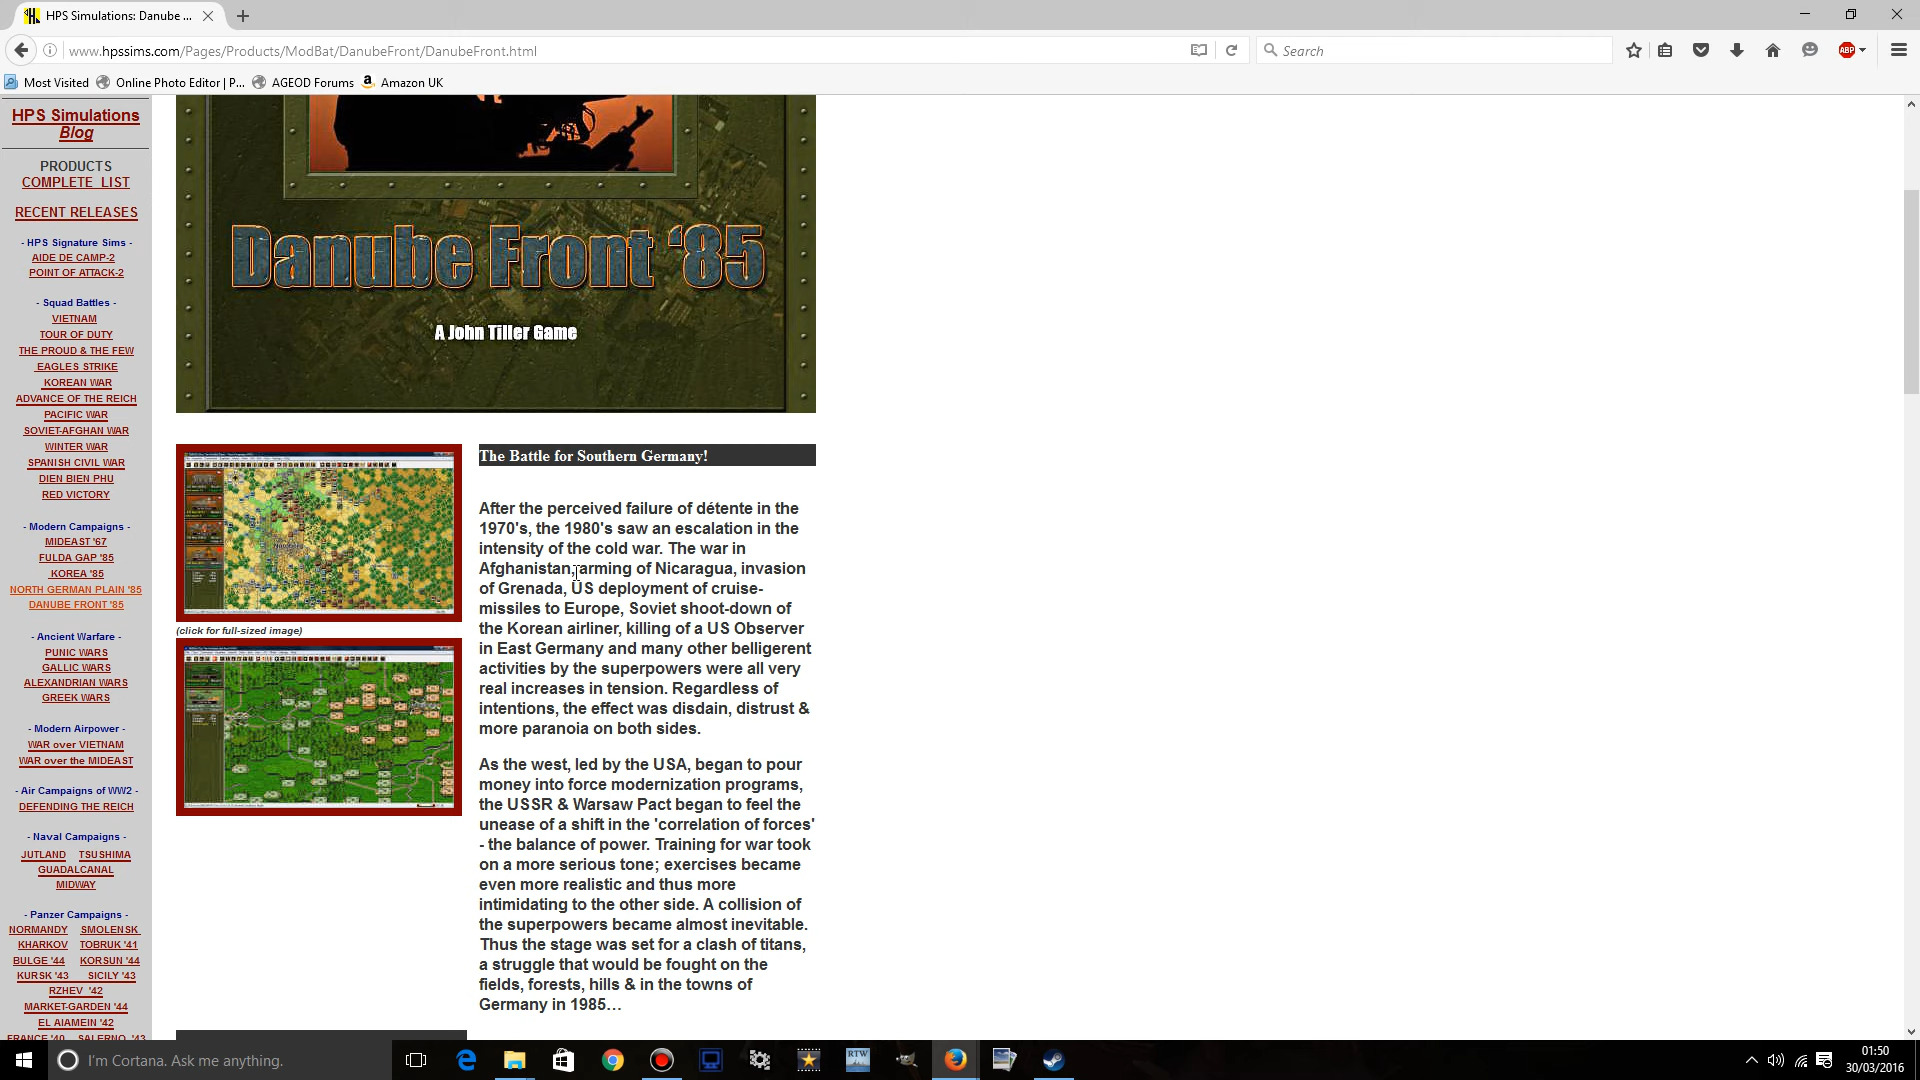 HPS Simulations: Danube ...
www.hpssims.com/Pages/Products/ModBat/DanubeFront/DanubeFront.html
Search
ABP
Most Visited
Online Photo Editor | P...
AGEOD Forums
Amazon UK
HPS Simulations
Blog
PRODUCTS
COMPLETE LIST
RECENT RELEASES
- HPS Signature Sims -
AIDE DE CAMP-2
POINT OF ATTACK-2
- Squad Battles -
VIETNAM
TOUR OF DUTY
THE PROUD & THE FEW
EAGLES STRIKE
KOREAN WAR
ADVANCE OF THE REICH
PACIFIC WAR
SOVIET-AFGHAN WAR
WINTER WAR
SPANISH CIVIL WAR
DIEN BIEN PHU
RED VICTORY
- Modern Campaigns -
MIDEAST '67
FULDA GAP '85
KOREA '85
NORTH GERMAN PLAIN '85
DANUBE FRONT '85
- Ancient Warfare -
PUNIC WARS
GALLIC WARS
ALEXANDRIAN WARS
GREEK WARS
- Modern Airpower -
WAR over VIETNAM
WAR over the MIDEAST
- Air Campaigns of WW2 -
DEFENDING THE REICH
- Naval Campaigns -
JUTLAND TSUSHIMA
GUADALCANAL
MIDWAY
- Panzer Campaigns -
NORMANDY SMOLENSK
KHARKOV TOBRUK '41
BULGE '44 KORSUN '44
KURSK '43 SICILY '43
RZHEV '42
MARKET-GARDEN '44
EL AlAMEIN '42
FRANCE '40 SALERNO '43
Danube Front '85
A John Tiller Game
(click for full-sized image)
The Battle for Southern Germany!
After the perceived failure of détente in the
1970's, the 1980's saw an escalation in the
intensity of the cold war. The war in
Afghanistan, arming of Nicaragua, invasion
of Grenada, US deployment of cruise-
missiles to Europe, Soviet shoot-down of
the Korean airliner, killing of a US Observer
in East Germany and many other belligerent
activities by the superpowers were all very
real increases in tension. Regardless of
intentions, the effect was disdain, distrust &
more paranoia on both sides.
As the west, led by the USA, began to pour
money into force modernization programs,
the USSR & Warsaw Pact began to feel the
unease of a shift in the 'correlation of forces'
- the balance of power. Training for war took
on a more serious tone; exercises became
even more realistic and thus more
intimidating to the other side. A collision of
the superpowers became almost inevitable.
Thus the stage was set for a clash of titans,
a struggle that would be fought on the
fields, forests, hills & in the towns of
Germany in 1985…
I'm Cortana. Ask me anything.
RTW
01:50
30/03/2016